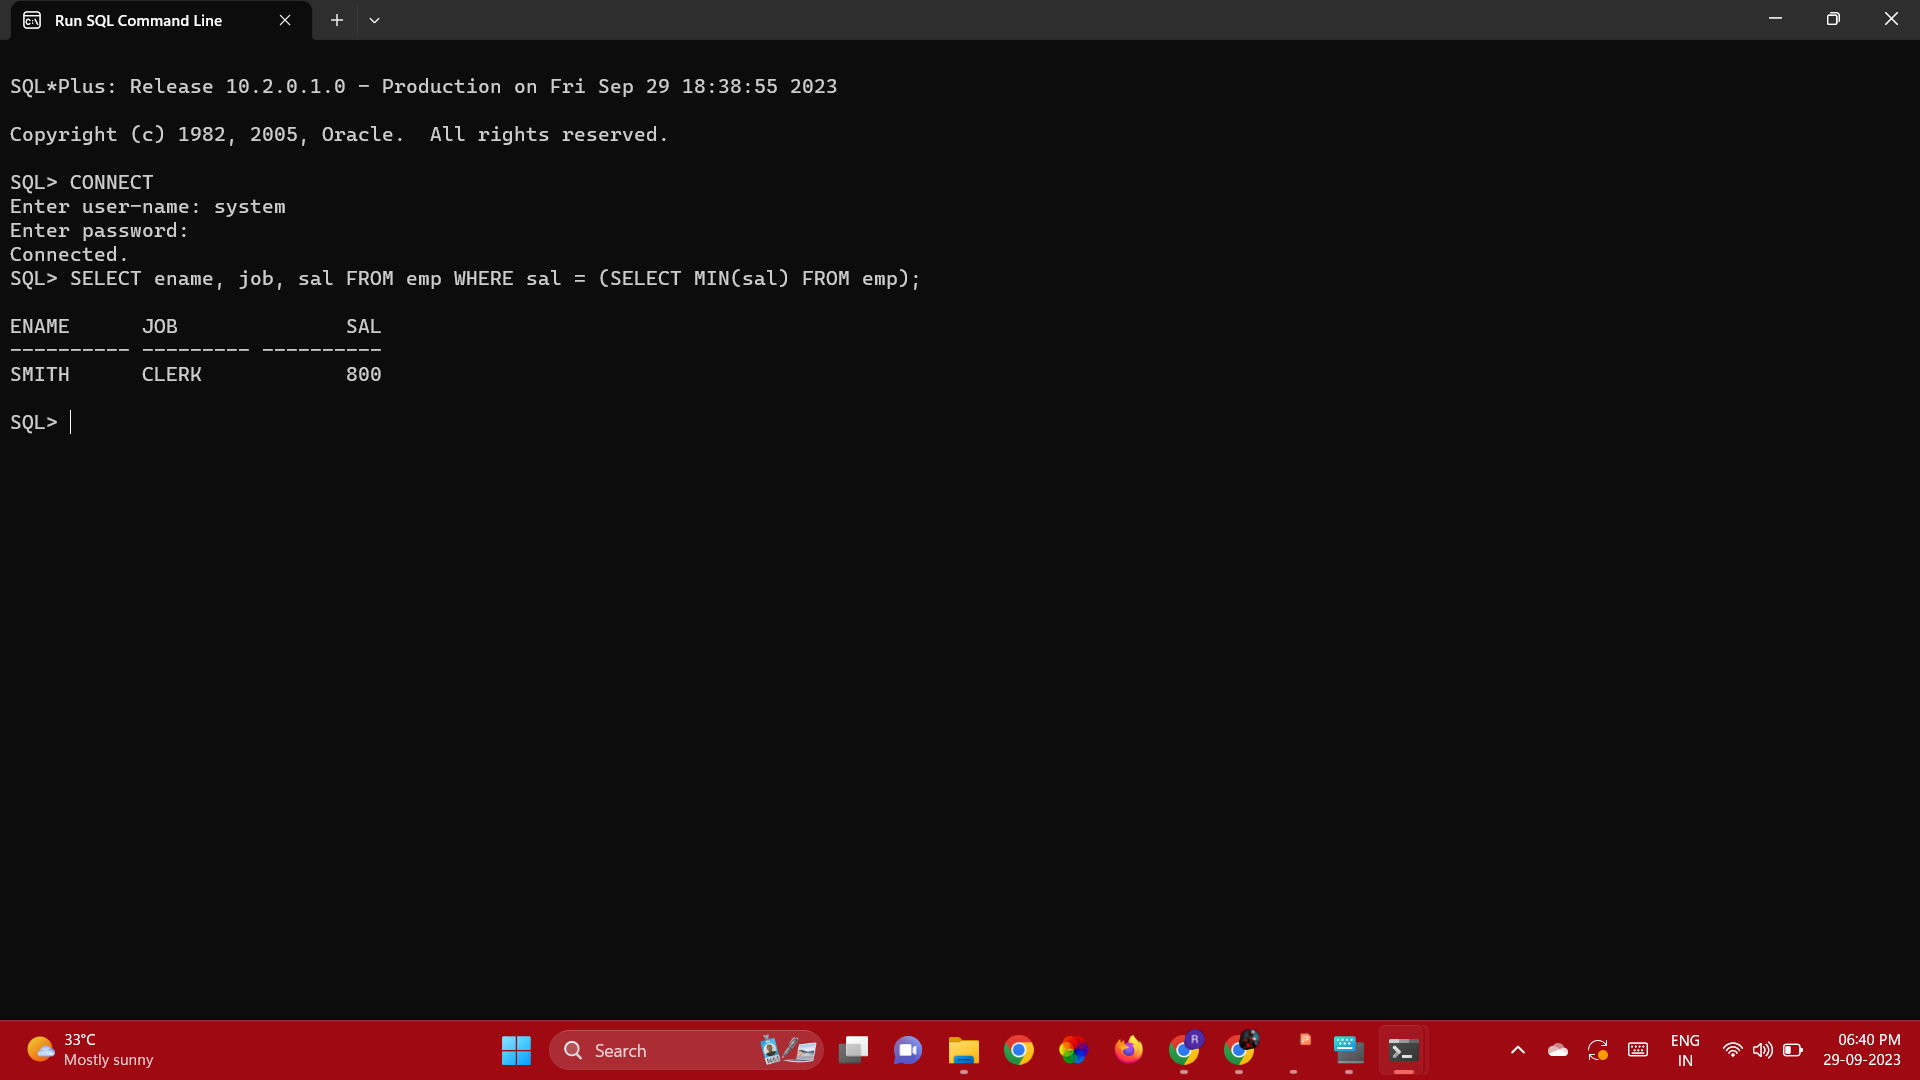 Run SQL Command Line
SQL*Plus: Release 10.2.0.1.0 - Production on Fri Sep 29 18:38:55 2023
Copyright (c) 1982, 2005, Oracle.  All rights reserved.
SQL> CONNECT
Enter user-name: system
Enter password:
Connected.
SQL> SELECT ename, job, sal FROM emp WHERE sal = (SELECT MIN(sal) FROM emp);
ENAME      JOB              SAL
---------- --------- ----------
SMITH      CLERK            800
SQL>
33°C
Mostly sunny
Search
R
ENG
IN
06:40 PM
29-09-2023